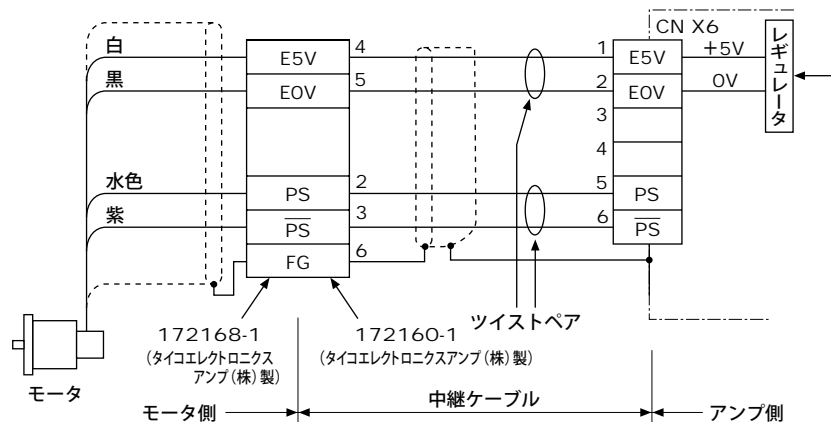 CN X6
白
E5V
4
1
E5V
+5V
レギュレータ
黒
E0V
5
2
E0V
0V
3
4
水色
PS
2
5
PS
紫
PS
3
6
PS
FG
6
172168-1
(タイコエレクトロニクス
アンプ(株)製)
172160-1
(タイコエレクトロニクスアンプ(株)製)
ツイストペア
モータ
モータ側
中継ケーブル
アンプ側